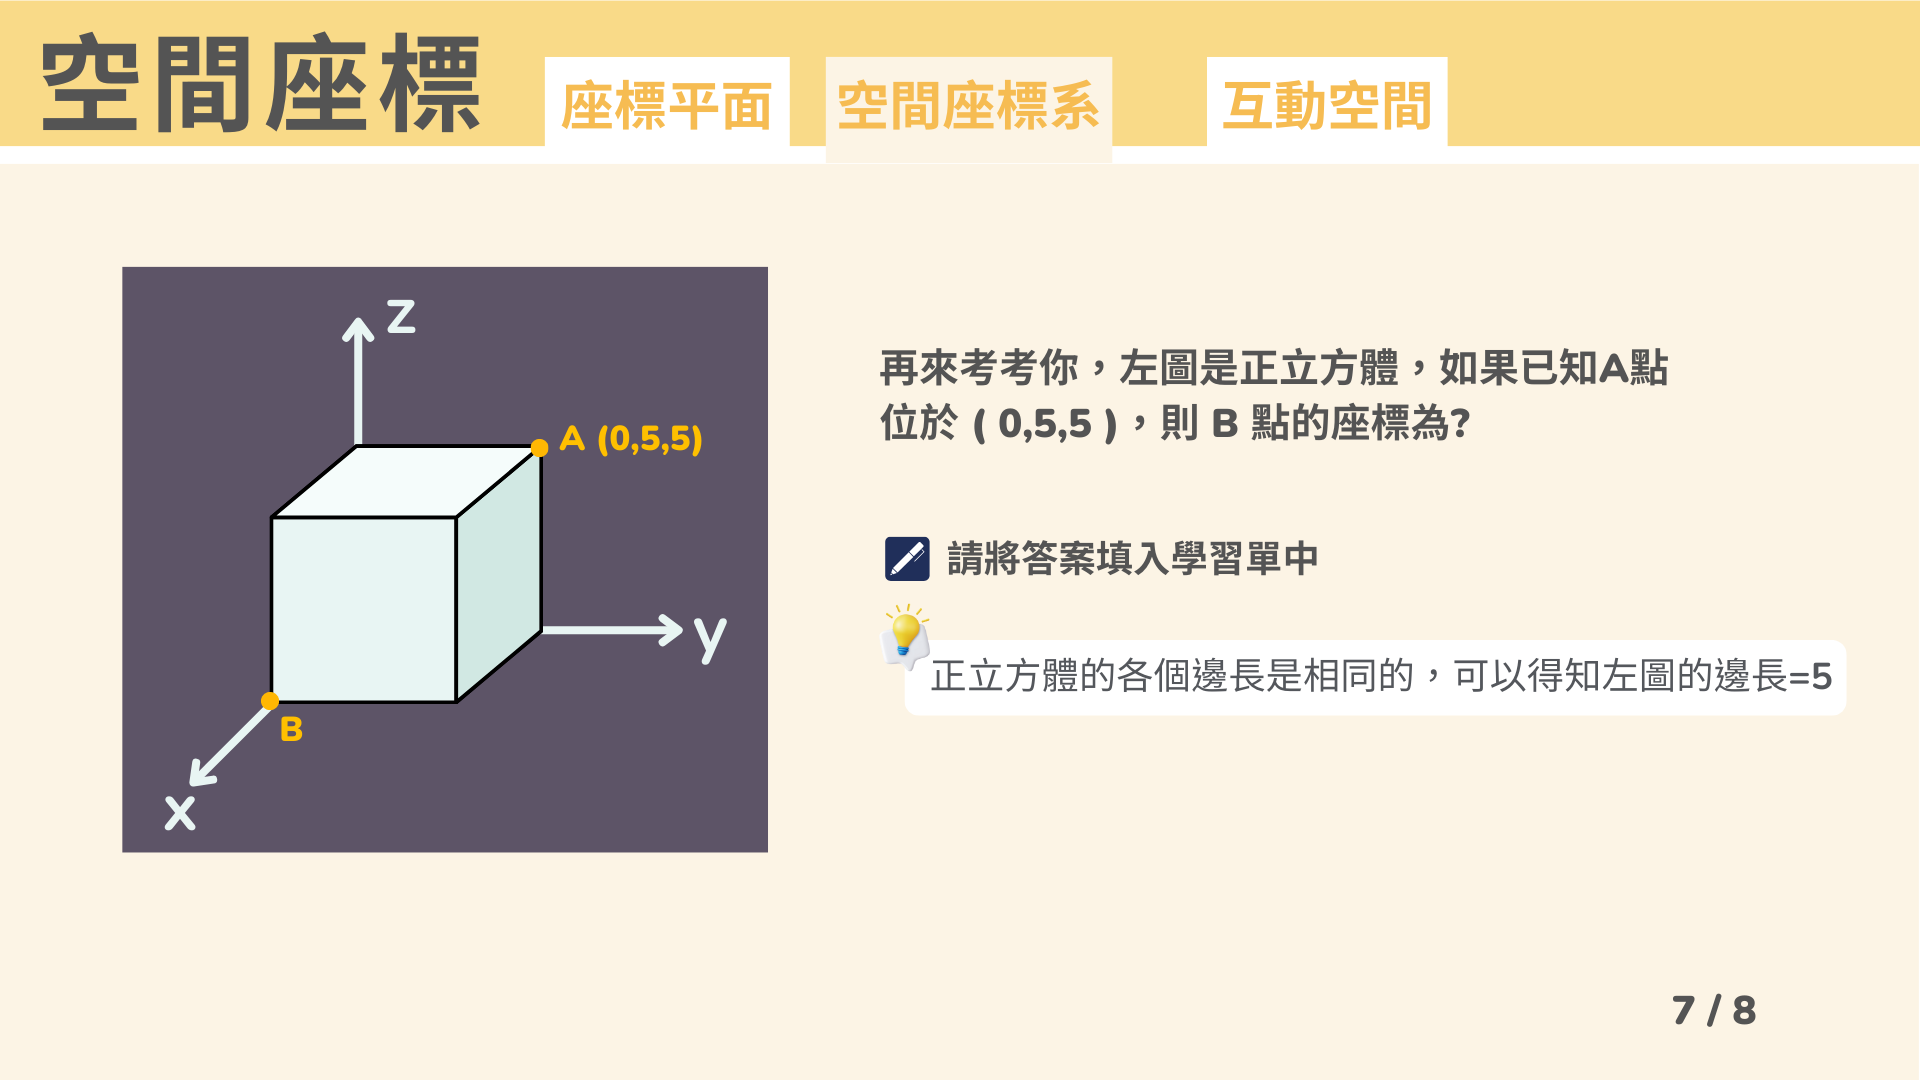 空間座標
座標平面
空間座標系
互動空間
z
A (0,5,5)
y
B
x
再來考考你，左圖是正立方體，如果已知A點
位於 ( 0,5,5 )，則 B 點的座標為?
請將答案填入學習單中
正立方體的各個邊長是相同的，可以得知左圖的邊長=5
7 / 8